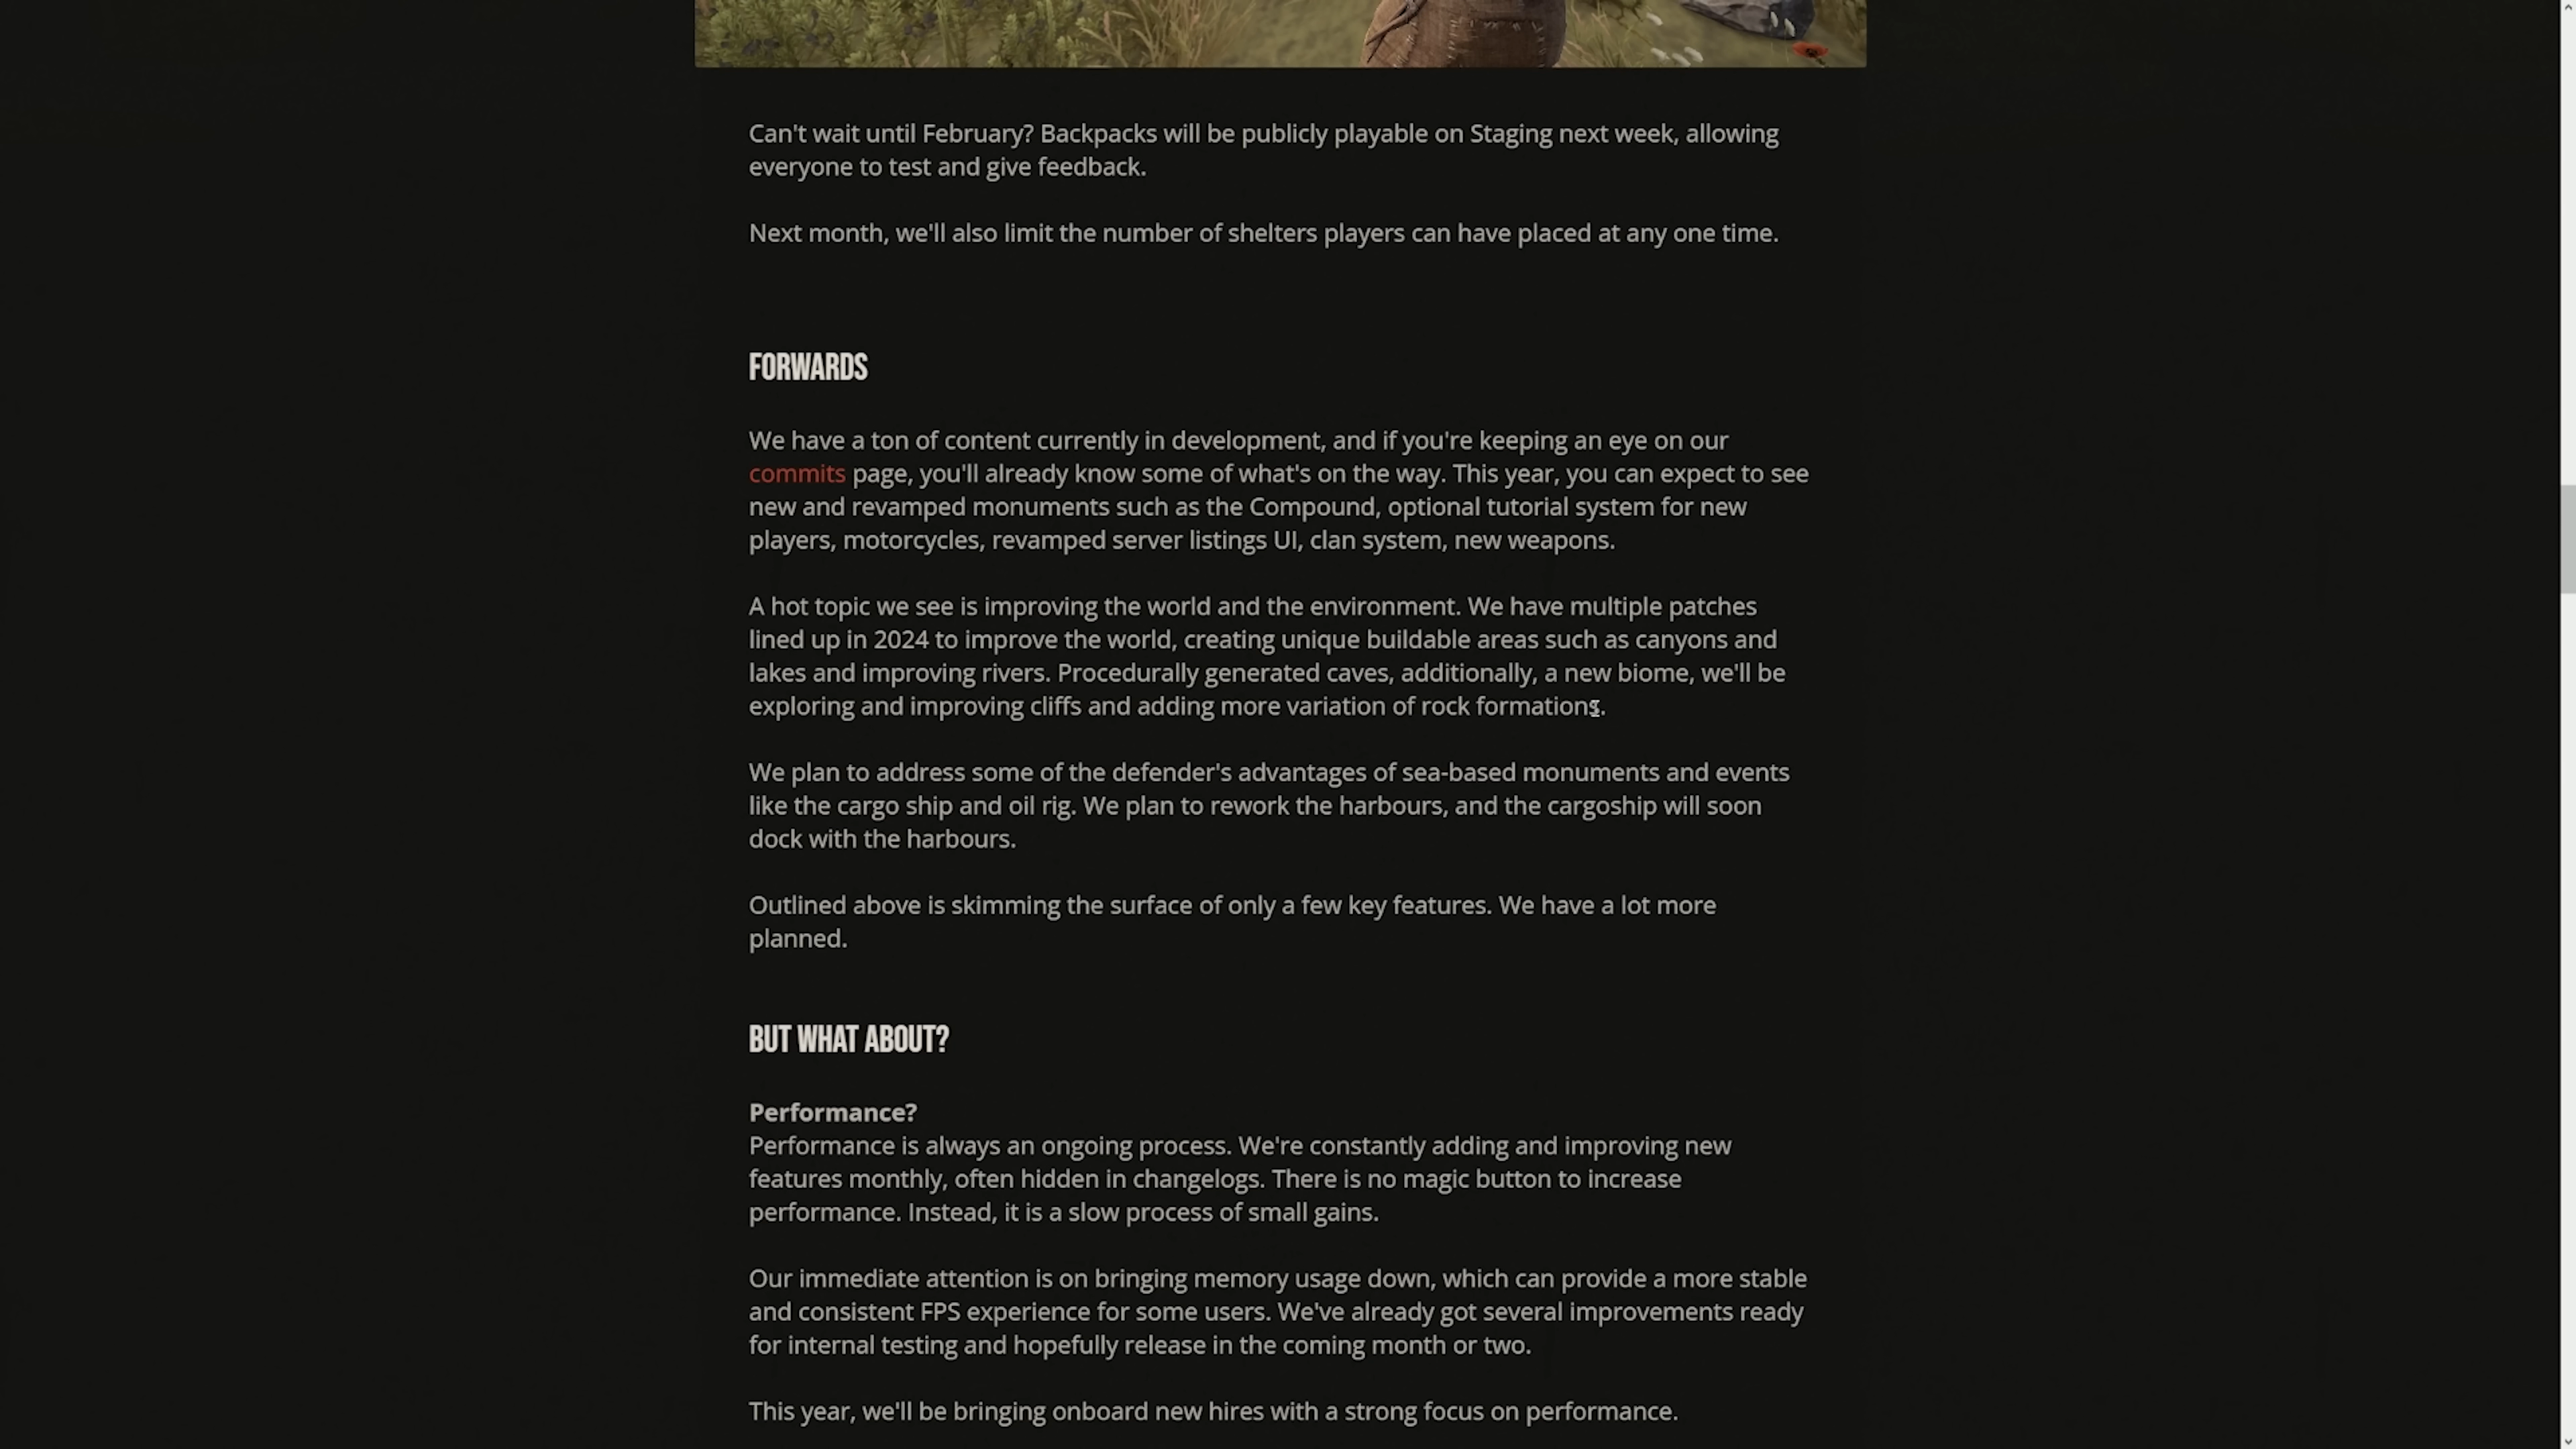 Can't wait until February? Backpacks will be publicly playable on Staging next week, allowing
everyone to test and give feedback.
Next month, we'll also limit the number of shelters players can have placed at any one time.
FORWARDS
We have a ton of content currently in development, and if you're keeping an eye on our
commits page, you'll already know some of what's on the way. This year, you can expect to see
new and revamped monuments such as the Compound, optional tutorial system for new
players, motorcycles, revamped server listings UI, clan system, new weapons.
A hot topic we see is improving the world and the environment. We have multiple patches
lined up in 2024 to improve the world, creating unique buildable areas such as canyons and
lakes and improving rivers. Procedurally generated caves, additionally, a new biome, we'll be
exploring and improving cliffs and adding more variation of rock formations.
We plan to address some of the defender's advantages of sea-based monuments and events
like the cargo ship and oil rig. We plan to rework the harbours, and the cargoship will soon
dock with the harbours.
Outlined above is skimming the surface of only a few key features. We have a lot more
planned.
BUT WHAT ABOUT?
Performance?
Performance is always an ongoing process. We're constantly adding and improving new
features monthly, often hidden in changelogs. There is no magic button to increase
performance. Instead, it is a slow process of small gains.
Our immediate attention is on bringing memory usage down, which can provide a more stable
and consistent FPS experience for some users. We've already got several improvements ready
for internal testing and hopefully release in the coming month or two.
This year, we'll be bringing onboard new hires with a strong focus on performance.